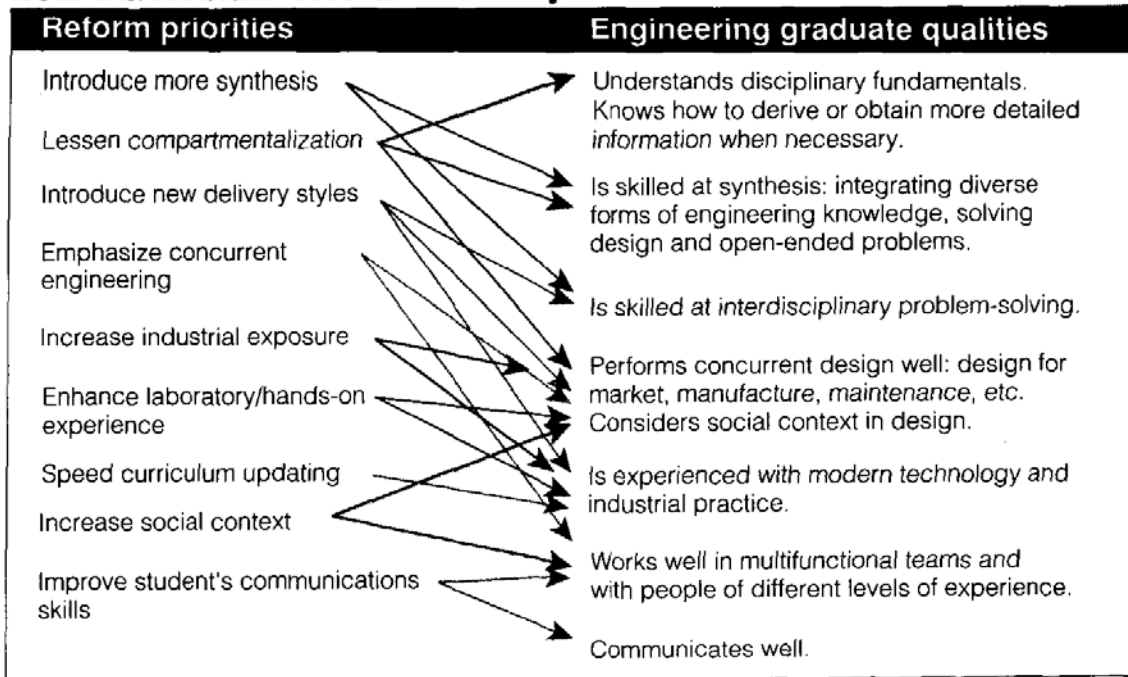 Reform priorities
Introduce more synthesis
Lessen compartmentalization
Introduce new delivery styles
Emphasize concurrent
engineering
Increase industrial exposure
Enhance laboratory/hands-on
experience
Speed curriculum updating
Increase social context
Improve student's communications
skills
Engineering graduate qualities
Understands disciplinary fundamentals.
Knows how to derive or obtain more detailed
information when necessary.
Is skilled at synthesis: integrating diverse
forms of engineering knowledge, solving
design and open-ended problems.
Is skilled at interdisciplinary problem-solving.
Performs concurrent design well: design for
market, manufacture, maintenance, etc.
Considers social context in design.
Is experienced with modern technology and
industrial practice.
Works well in multifunctional teams and
with people of different levels of experience.
Communicates well.